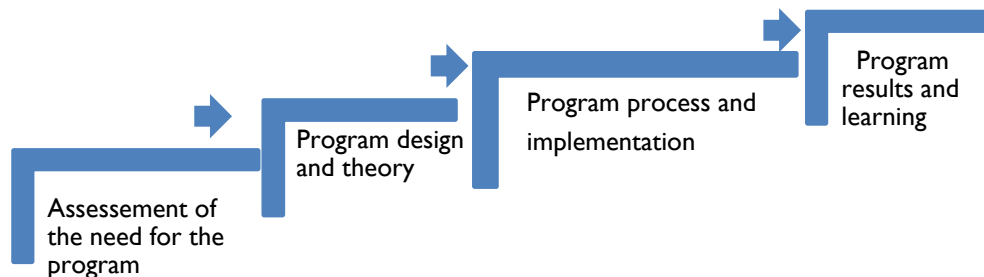 Assessement of
the need for the
program
Program design
and theory
Program process and
implementation
Program
results and
learning